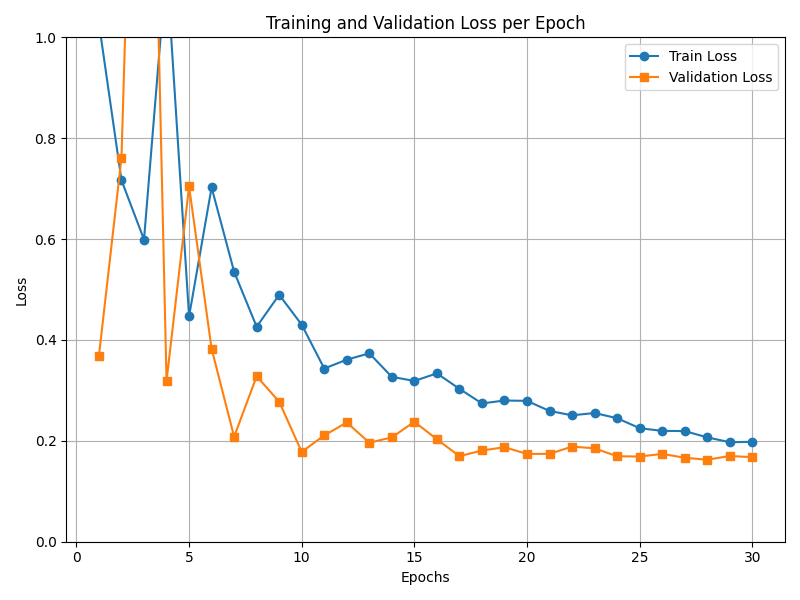 Training and Validation Loss per Epoch
Train Loss
Validation Loss
1.0
0.8
0.6
0.4
0.2
0.0
Loss
0 5 10 15 20 25 30
Epochs